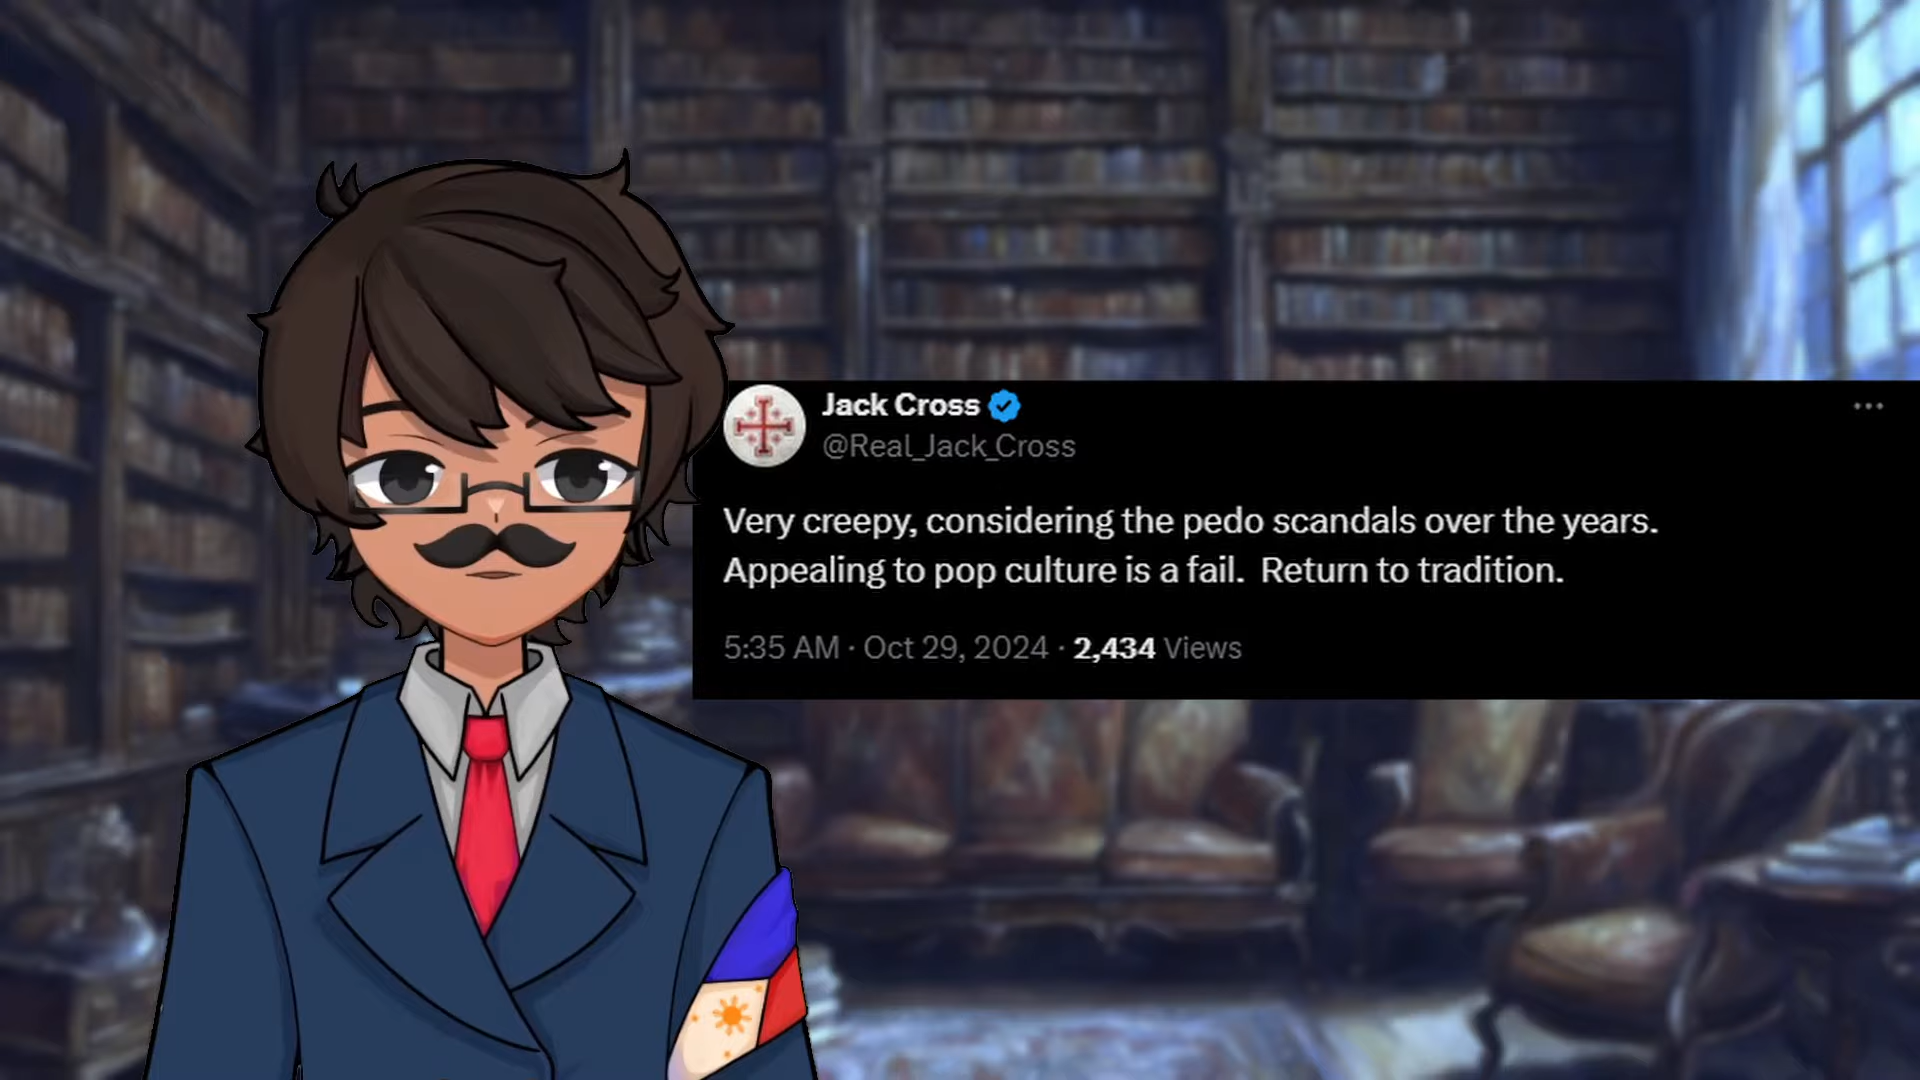 Jack Cross
@Real_Jack_Cross
Very creepy, considering the pedo scandals over the years.
Appealing to pop culture is a fail.  Return to tradition.
5:35 AM · Oct 29, 2024 · 2,434 Views